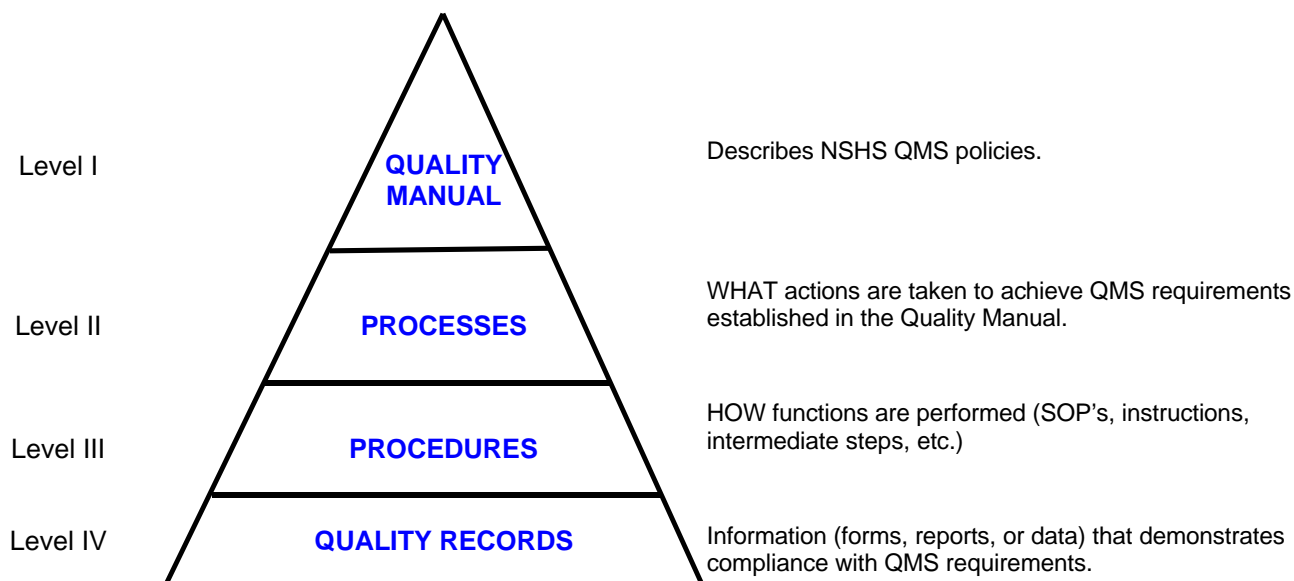 Level I
QUALITY
MANUAL
Describes NSHS QMS policies.
Level II
PROCESSES
WHAT actions are taken to achieve QMS requirements
established in the Quality Manual.
Level III
PROCEDURES
HOW functions are performed (SOP’s, instructions,
intermediate steps, etc.)
Level IV
QUALITY RECORDS
Information (forms, reports, or data) that demonstrates
compliance with QMS requirements.